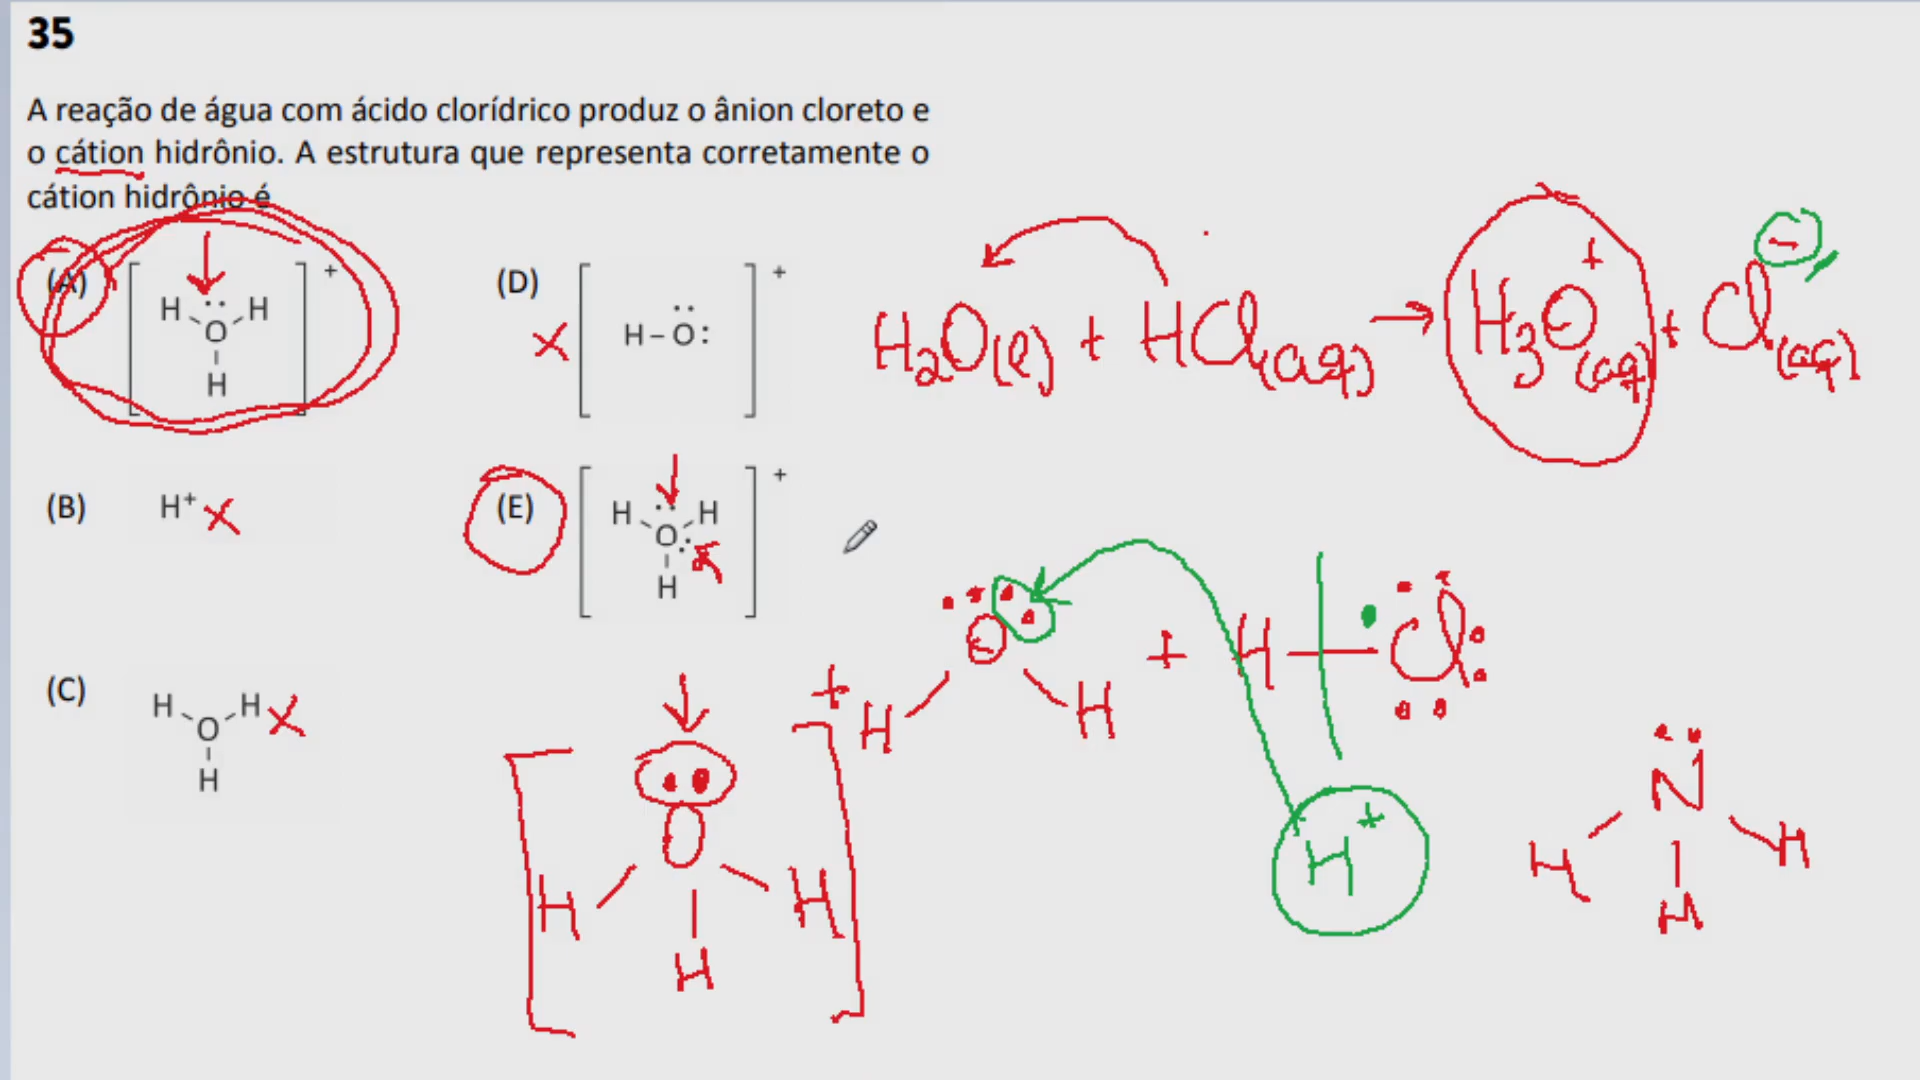 35
A reação de água com ácido clorídrico produz o ânion cloreto e
o cátion hidrônio. A estrutura que representa corretamente o
cátion hidrônio é
(A) [ H O H ] +
H
(D) [ H – O : ] +
H₂O(l) + HCl(aq) → H₃O⁺(aq) + Cl⁻(aq)
(B) H⁺
(E) [ H O H ] +
H
(C) H O H
H
H O H + H – Cl
H⁺
[ H O H ] +
H
H N H
H